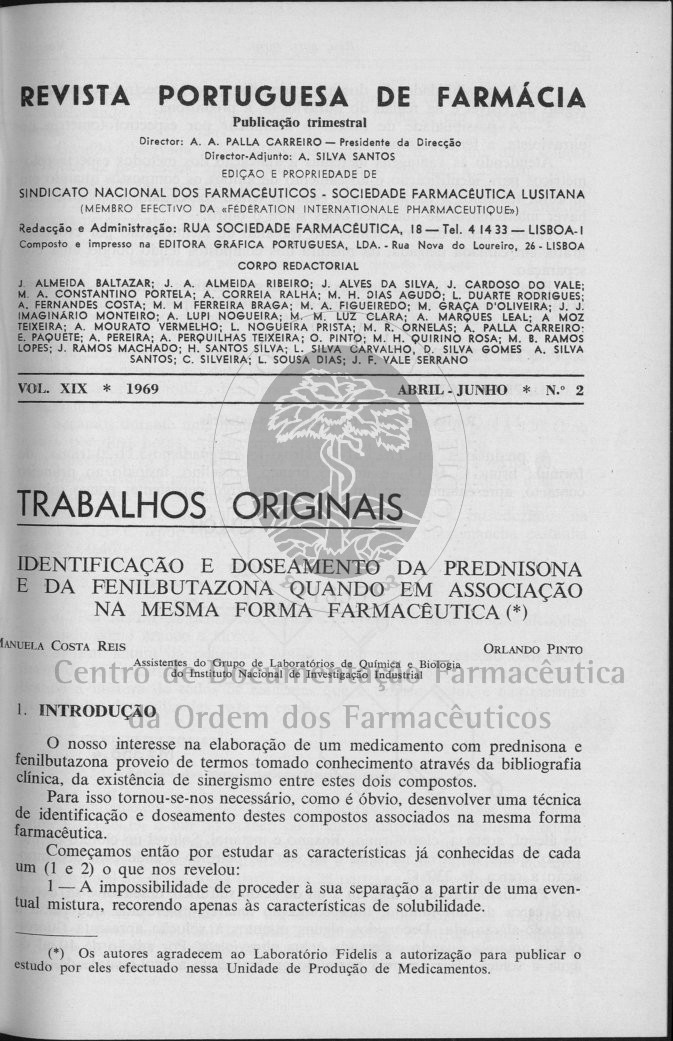 REVISTA PORTUGUESA DE FARMÁCIA
Publicação trimestral
Director: A. A. PALLA CARREIRO — Presidente da Direcção
Director-Adjunto: A. SILVA SANTOS
EDIÇÃO E PROPRIEDADE DE
SINDICATO NACIONAL DOS FARMACÊUTICOS - SOCIEDADE FARMACÊUTICA LUSITANA
(MEMBRO EFECTIVO DA «FÉDÉRATION INTERNATIONALE PHARMACEUTIQUE»)
Redacção e Administração: RUA SOCIEDADE FARMACÊUTICA, 18 — Tel. 4 14 33 — LISBOA-1
Composto e impresso na EDITORA GRÁFICA PORTUGUESA, LDA. - Rua Nova do Loureiro, 26 - LISBOA
CORPO REDACTORIAL
J. ALMEIDA BALTAZAR; J. A. ALMEIDA RIBEIRO; J. ALVES DA SILVA, J. CARDOSO DO VALE;
M. A. CONSTANTINO PORTELA; A. CORREIA RALHA; M. H. DIAS AGUDO; L. DUARTE RODRIGUES;
A. FERNANDES COSTA; M. M FERREIRA BRAGA; M. A. FIGUEIREDO; M. GRAÇA D'OLIVEIRA; J. J.
IMAGINÁRIO MONTEIRO; A. LUPI NOGUEIRA; M. M. LUZ CLARA; A. MARQUES LEAL; A MOZ
TEIXEIRA; A. MOURATO VERMELHO; L. NOGUEIRA PRISTA; M. R. ORNELAS; A. PALLA CARREIRO:
E. PAQUETE; A. PEREIRA; A. PERQUILHAS TEIXEIRA; O. PINTO; M. H. QUIRINO ROSA; M. B. RAMOS
LOPES; J. RAMOS MACHADO; H. SANTOS SILVA; L. SILVA CARVALHO, D. SILVA GOMES A. SILVA
SANTOS; C. SILVEIRA; L. SOUSA DIAS; J. F. VALE SERRANO
VOL. XIX * 1969 ABRIL - JUNHO * N.º 2
TRABALHOS ORIGINAIS
IDENTIFICAÇÃO E DOSEAMENTO DA PREDNISONA
E DA FENILBUTAZONA QUANDO EM ASSOCIAÇÃO
NA MESMA FORMA FARMACÊUTICA (*)
MANUELA COSTA REIS ORLANDO PINTO
Assistentes do Grupo de Laboratórios de Química e Biologia
do Instituto Nacional de Investigação Industrial
Centro de Documentação Farmacêutica
da Ordem dos Farmacêuticos
1. INTRODUÇÃO
O nosso interesse na elaboração de um medicamento com prednisona e
fenilbutazona proveio de termos tomado conhecimento através da bibliografia
clínica, da existência de sinergismo entre estes dois compostos.
Para isso tornou-se-nos necessário, como é óbvio, desenvolver uma técnica
de identificação e doseamento destes compostos associados na mesma forma
farmacêutica.
Começamos então por estudar as características já conhecidas de cada
um (1 e 2) o que nos revelou:
1 — A impossibilidade de proceder à sua separação a partir de uma even-
tual mistura, recorendo apenas às características de solubilidade.
(*) Os autores agradecem ao Laboratório Fidelis a autorização para publicar o
estudo por eles efectuado nessa Unidade de Produção de Medicamentos.